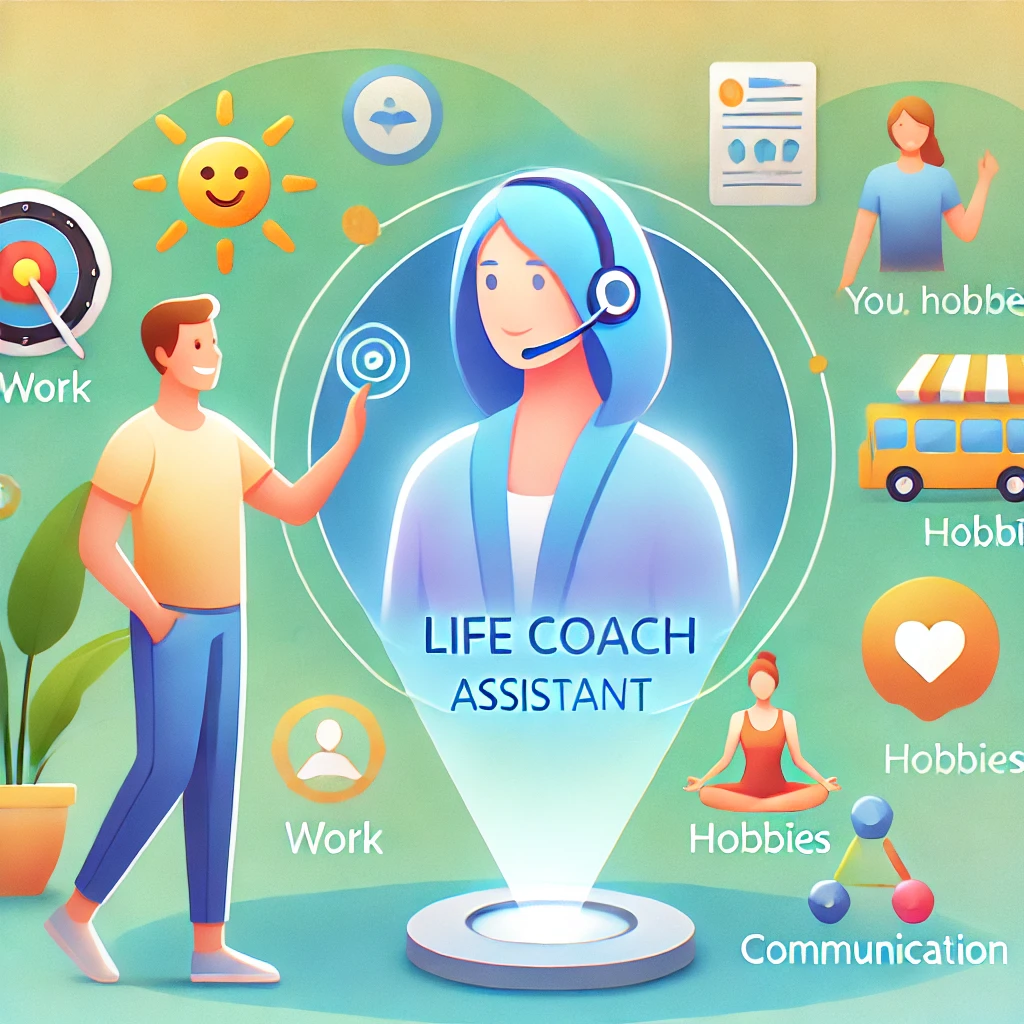 You, hobbe
Work
Hobbi
LIFE COACH
ASSISTANT
Hobbies
Work
Hobbies
Communication